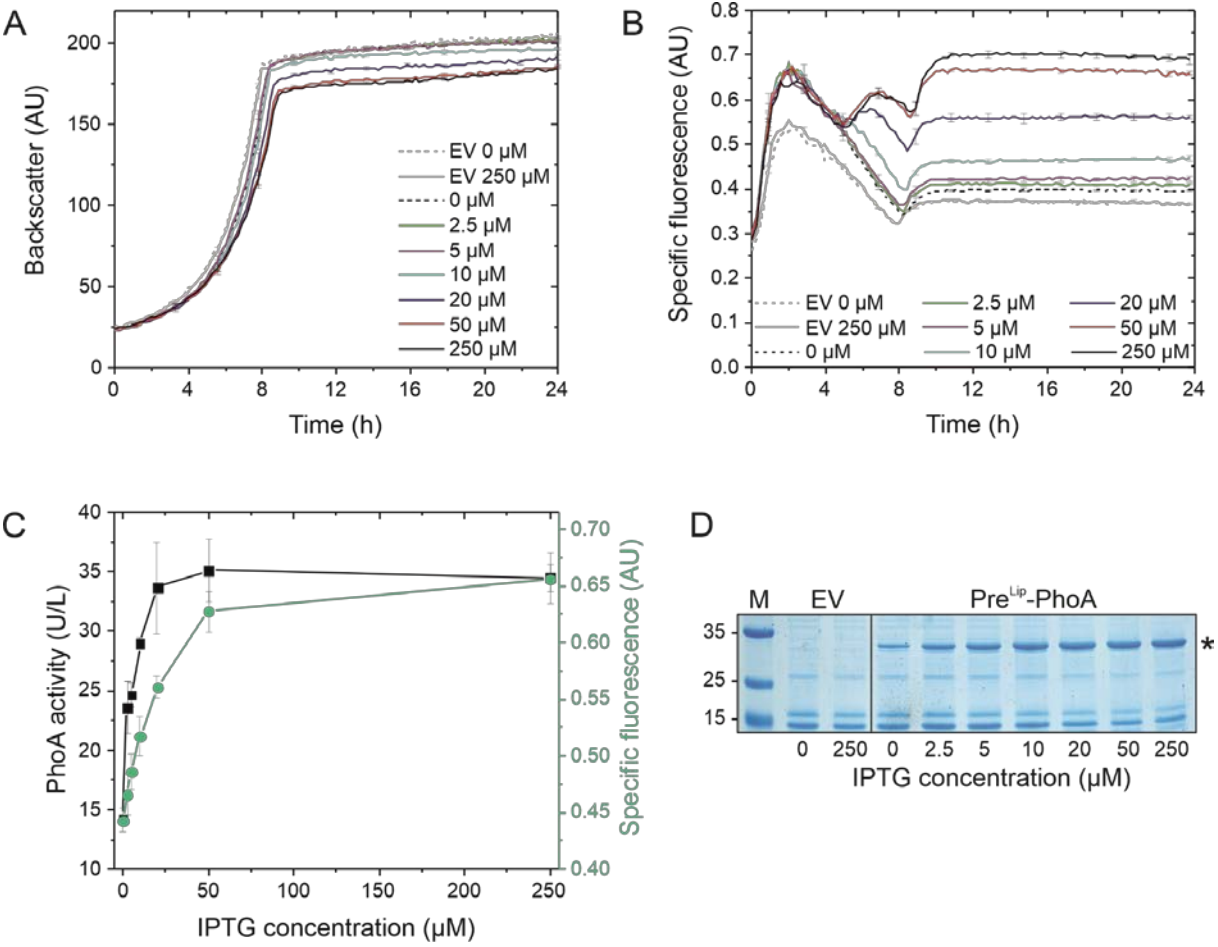 A
Backscatter (AU)
200
150
100
50
0
EV 0 µM
EV 250 µM
0 µM
2.5 µM
5 µM
10 µM
20 µM
50 µM
250 µM
0 4 8 12 16 20 24
Time (h)
B
Specific fluorescence (AU)
0.8
0.7
0.6
0.5
0.4
0.3
0.2
0.1
0.0
EV 0 µM 2.5 µM 20 µM
EV 250 µM 5 µM 50 µM
0 µM 10 µM 250 µM
0 4 8 12 16 20 24
Time (h)
C
PhoA activity (U/L)
40
35
30
25
20
15
10
0.70
0.65
0.60
0.55
0.50
0.45
0.40
Specific fluorescence (AU)
0 50 100 150 200 250
IPTG concentration (µM)
D
M EV Pre^Lip-PhoA
35
25
15
*
0 250 0 2.5 5 10 20 50 250
IPTG concentration (µM)